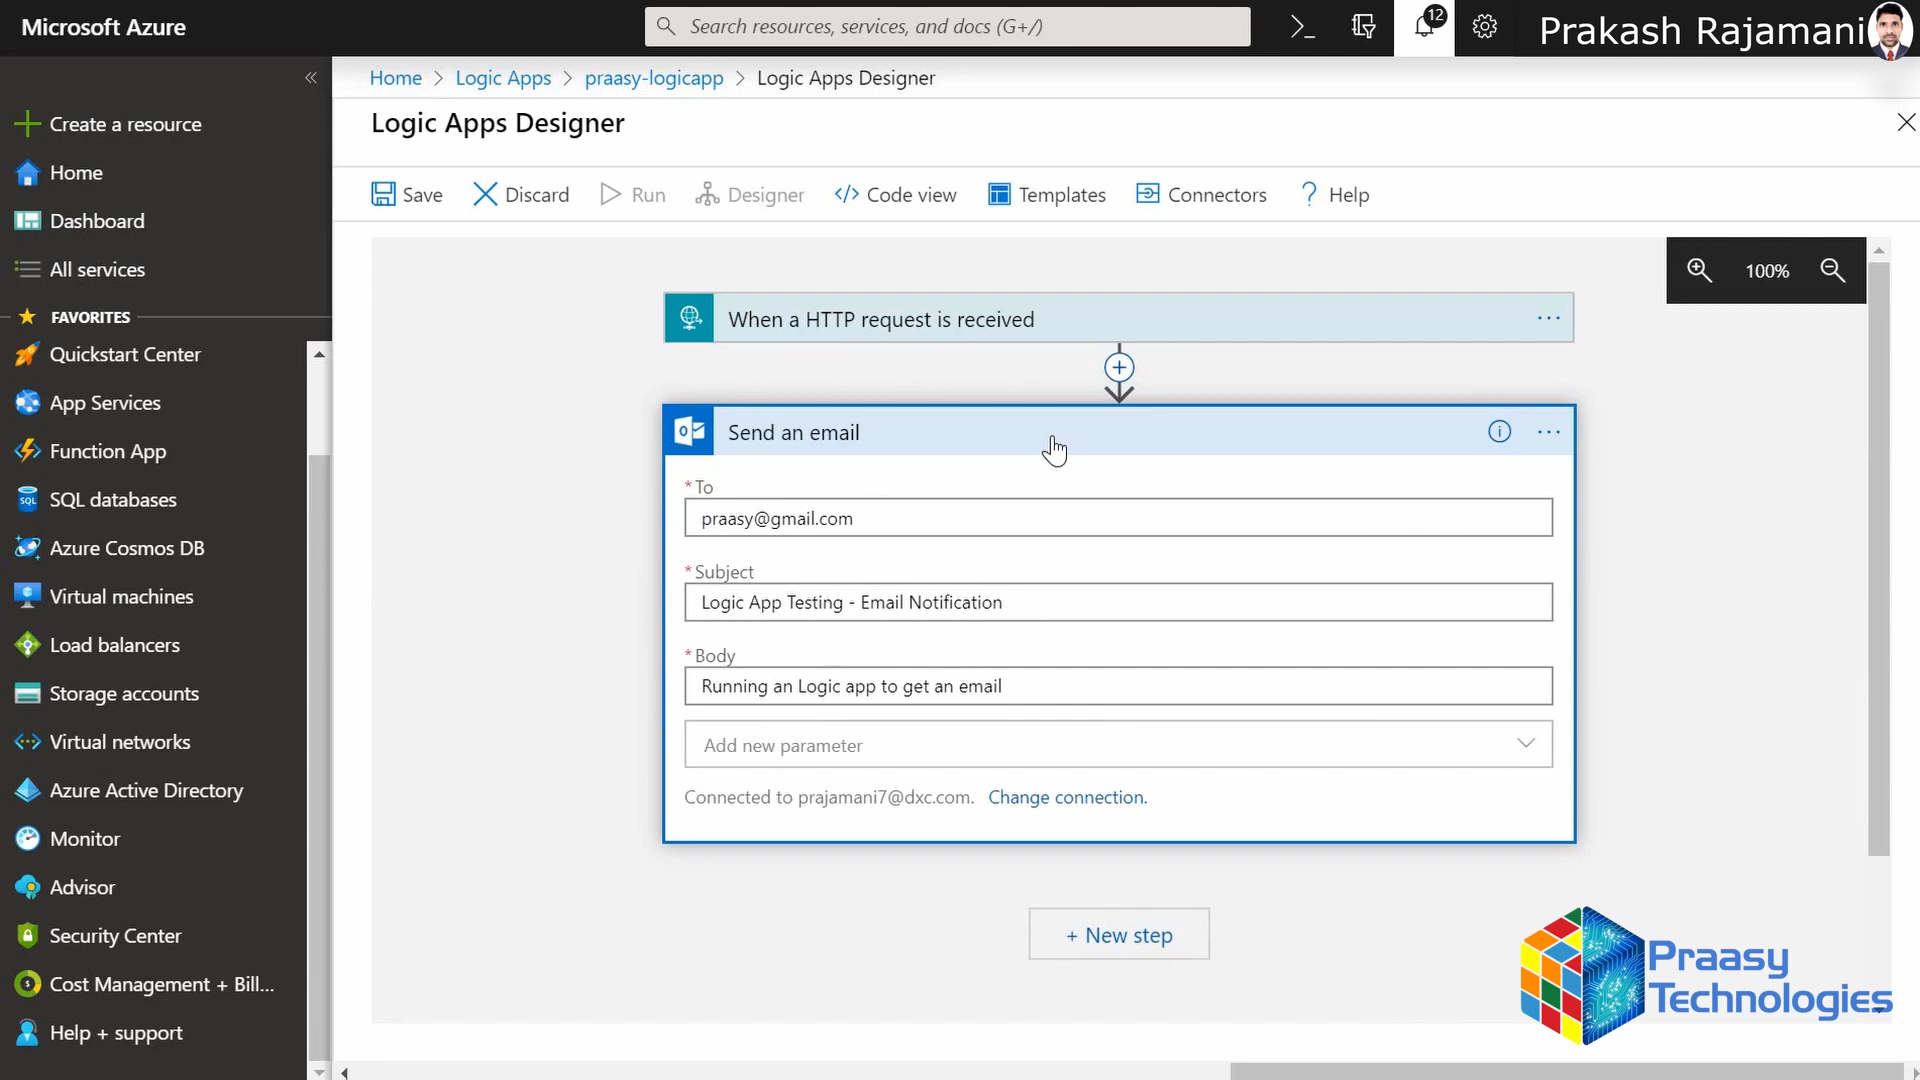 Microsoft Azure
Search resources, services, and docs (G+/)
12
Prakash Rajamani
Home > Logic Apps > praasy-logicapp > Logic Apps Designer
Logic Apps Designer
Save
Discard
Run
Designer
Code view
Templates
Connectors
Help
Create a resource
Home
Dashboard
All services
FAVORITES
Quickstart Center
App Services
Function App
SQL databases
Azure Cosmos DB
Virtual machines
Load balancers
Storage accounts
Virtual networks
Azure Active Directory
Monitor
Advisor
Security Center
Cost Management + Bill...
Help + support
100%
When a HTTP request is received
Send an email
* To
praasy@gmail.com
* Subject
Logic App Testing - Email Notification
* Body
Running an Logic app to get an email
Add new parameter
Connected to prajamani7@dxc.com. Change connection.
+ New step
Praasy
Technologies